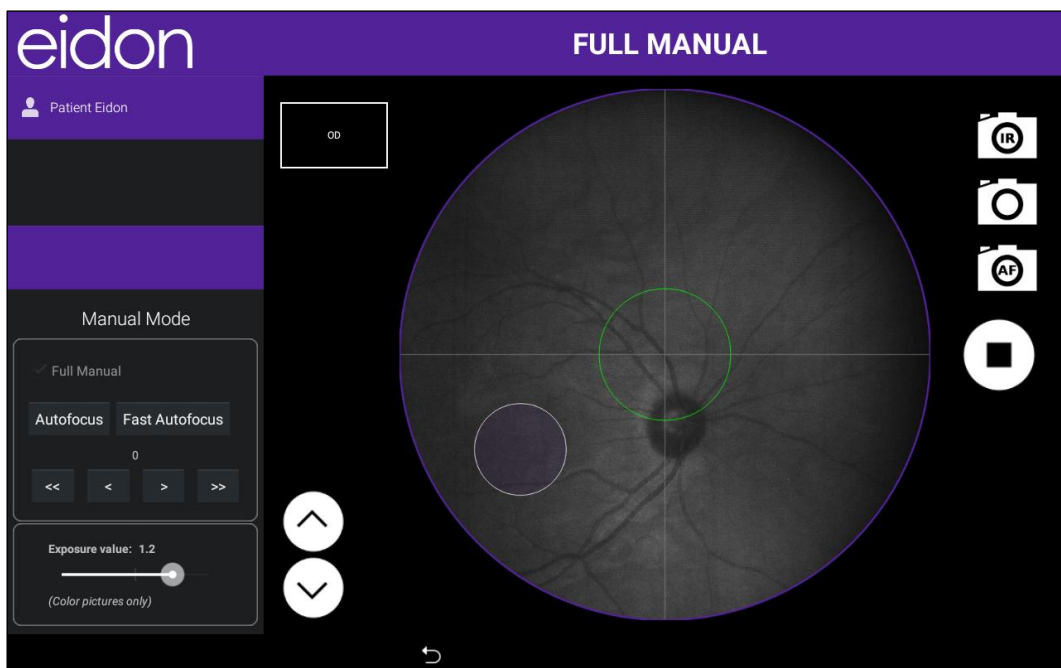 eidon
FULL MANUAL
Patient Eidon
OD
IR
AF
Manual Mode
Full Manual
Autofocus
Fast Autofocus
0
<< < > >>
Exposure value: 1.2
(Color pictures only)